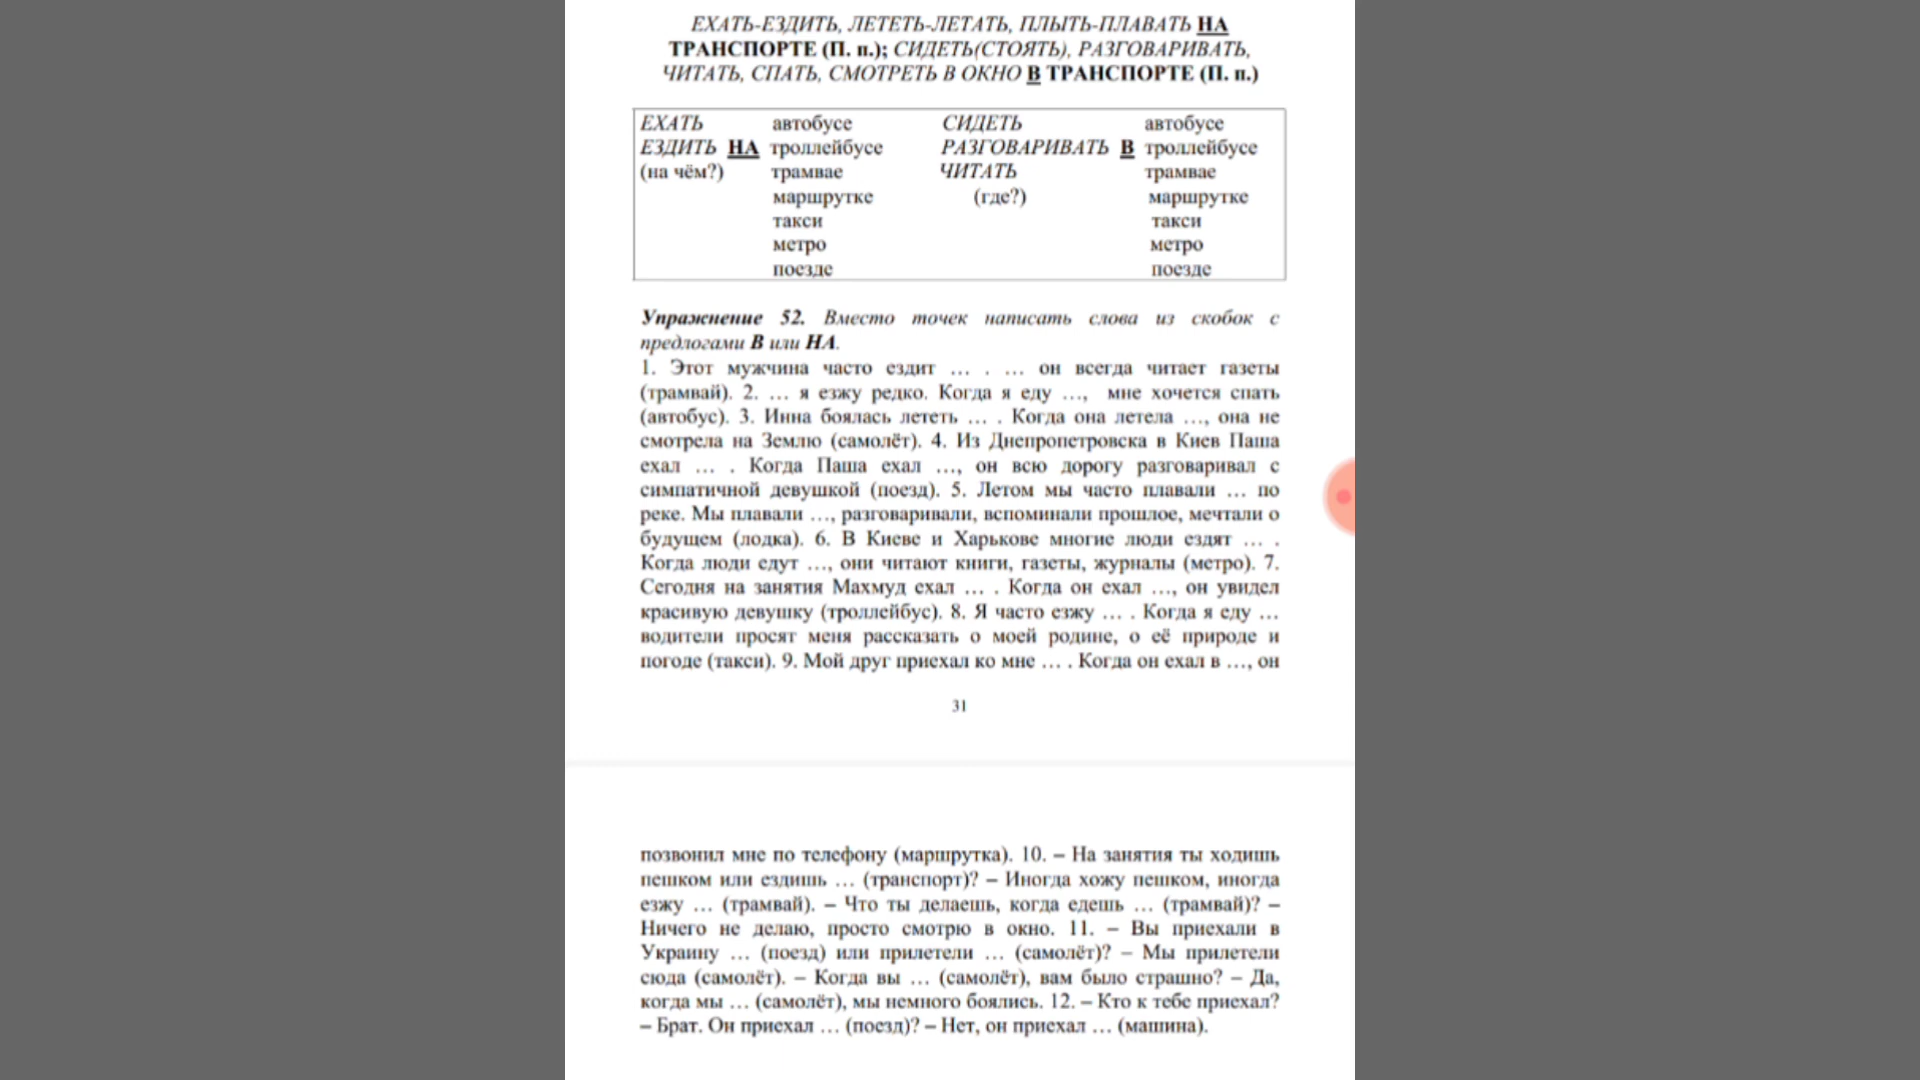 ЕХАТЬ-ЕЗДИТЬ, ЛЕТЕТЬ-ЛЕТАТЬ, ПЛЫТЬ-ПЛАВАТЬ НА
ТРАНСПОРТЕ (П. п.); СИДЕТЬ(СТОЯТЬ), РАЗГОВАРИВАТЬ,
ЧИТАТЬ, СПАТЬ, СМОТРЕТЬ В ОКНО В ТРАНСПОРТЕ (П. п.)
ЕХАТЬ автобусе СИДЕТЬ автобусе
ЕЗДИТЬ НА троллейбусе РАЗГОВАРИВАТЬ В троллейбусе
(на чём?) трамвае ЧИТАТЬ трамвае
маршрутке (где?) маршрутке
такси такси
метро метро
поезде поезде
Упражнение 52. Вместо точек написать слова из скобок с
предлогами В или НА.
1. Этот мужчина часто ездит … . … он всегда читает газеты
(трамвай). 2. … я езжу редко. Когда я еду …, мне хочется спать
(автобус). 3. Инна боялась лететь … . Когда она летела …, она не
смотрела на Землю (самолёт). 4. Из Днепропетровска в Киев Паша
ехал … . Когда Паша ехал …, он всю дорогу разговаривал с
симпатичной девушкой (поезд). 5. Летом мы часто плавали … по
реке. Мы плавали …, разговаривали, вспоминали прошлое, мечтали о
будущем (лодка). 6. В Киеве и Харькове многие люди ездят … .
Когда люди едут …, они читают книги, газеты, журналы (метро). 7.
Сегодня на занятия Махмуд ехал … . Когда он ехал …, он увидел
красивую девушку (троллейбус). 8. Я часто езжу … . Когда я еду …
водители просят меня рассказать о моей родине, о её природе и
погоде (такси). 9. Мой друг приехал ко мне … . Когда он ехал в …, он
31
позвонил мне по телефону (маршрутка). 10. – На занятия ты ходишь
пешком или ездишь … (транспорт)? – Иногда хожу пешком, иногда
езжу … (трамвай). – Что ты делаешь, когда едешь … (трамвай)? –
Ничего не делаю, просто смотрю в окно. 11. – Вы приехали в
Украину … (поезд) или прилетели … (самолёт)? – Мы прилетели
сюда (самолёт). – Когда вы … (самолёт), вам было страшно? – Да,
когда мы … (самолёт), мы немного боялись. 12. – Кто к тебе приехал?
– Брат. Он приехал … (поезд)? – Нет, он приехал … (машина).